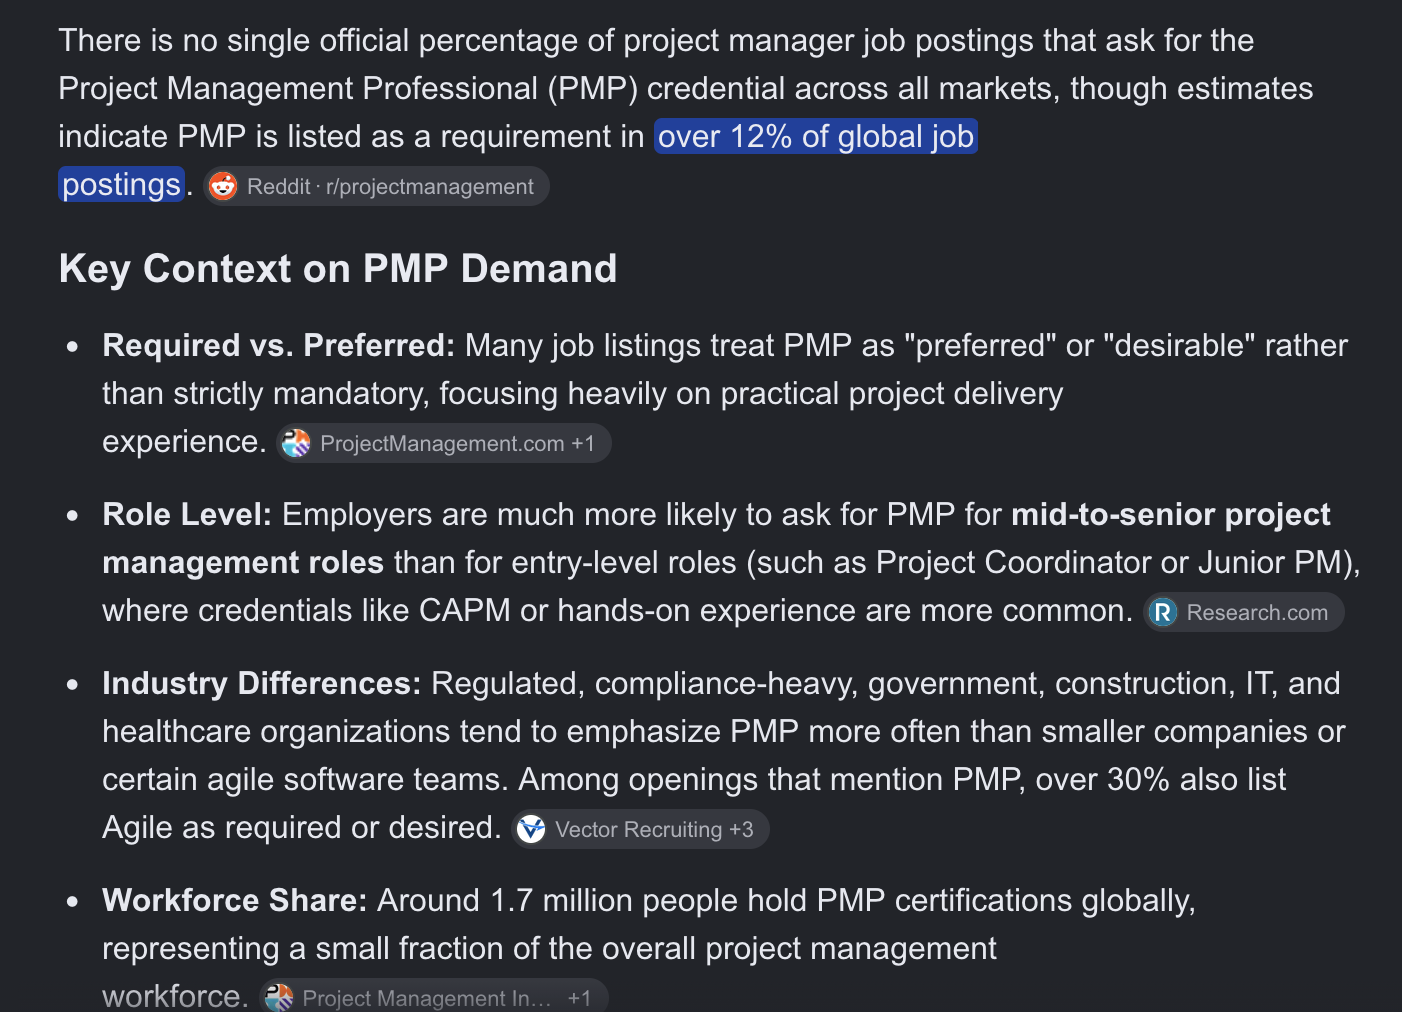 There is no single official percentage of project manager job postings that ask for the
Project Management Professional (PMP) credential across all markets, though estimates
indicate PMP is listed as a requirement in over 12% of global job
postings. Reddit · r/projectmanagement
Key Context on PMP Demand
• Required vs. Preferred: Many job listings treat PMP as "preferred" or "desirable" rather
than strictly mandatory, focusing heavily on practical project delivery
experience. ProjectManagement.com +1
• Role Level: Employers are much more likely to ask for PMP for mid-to-senior project
management roles than for entry-level roles (such as Project Coordinator or Junior PM),
where credentials like CAPM or hands-on experience are more common. R Research.com
• Industry Differences: Regulated, compliance-heavy, government, construction, IT, and
healthcare organizations tend to emphasize PMP more often than smaller companies or
certain agile software teams. Among openings that mention PMP, over 30% also list
Agile as required or desired. Vector Recruiting +3
• Workforce Share: Around 1.7 million people hold PMP certifications globally,
representing a small fraction of the overall project management
workforce. Project Management In... +1